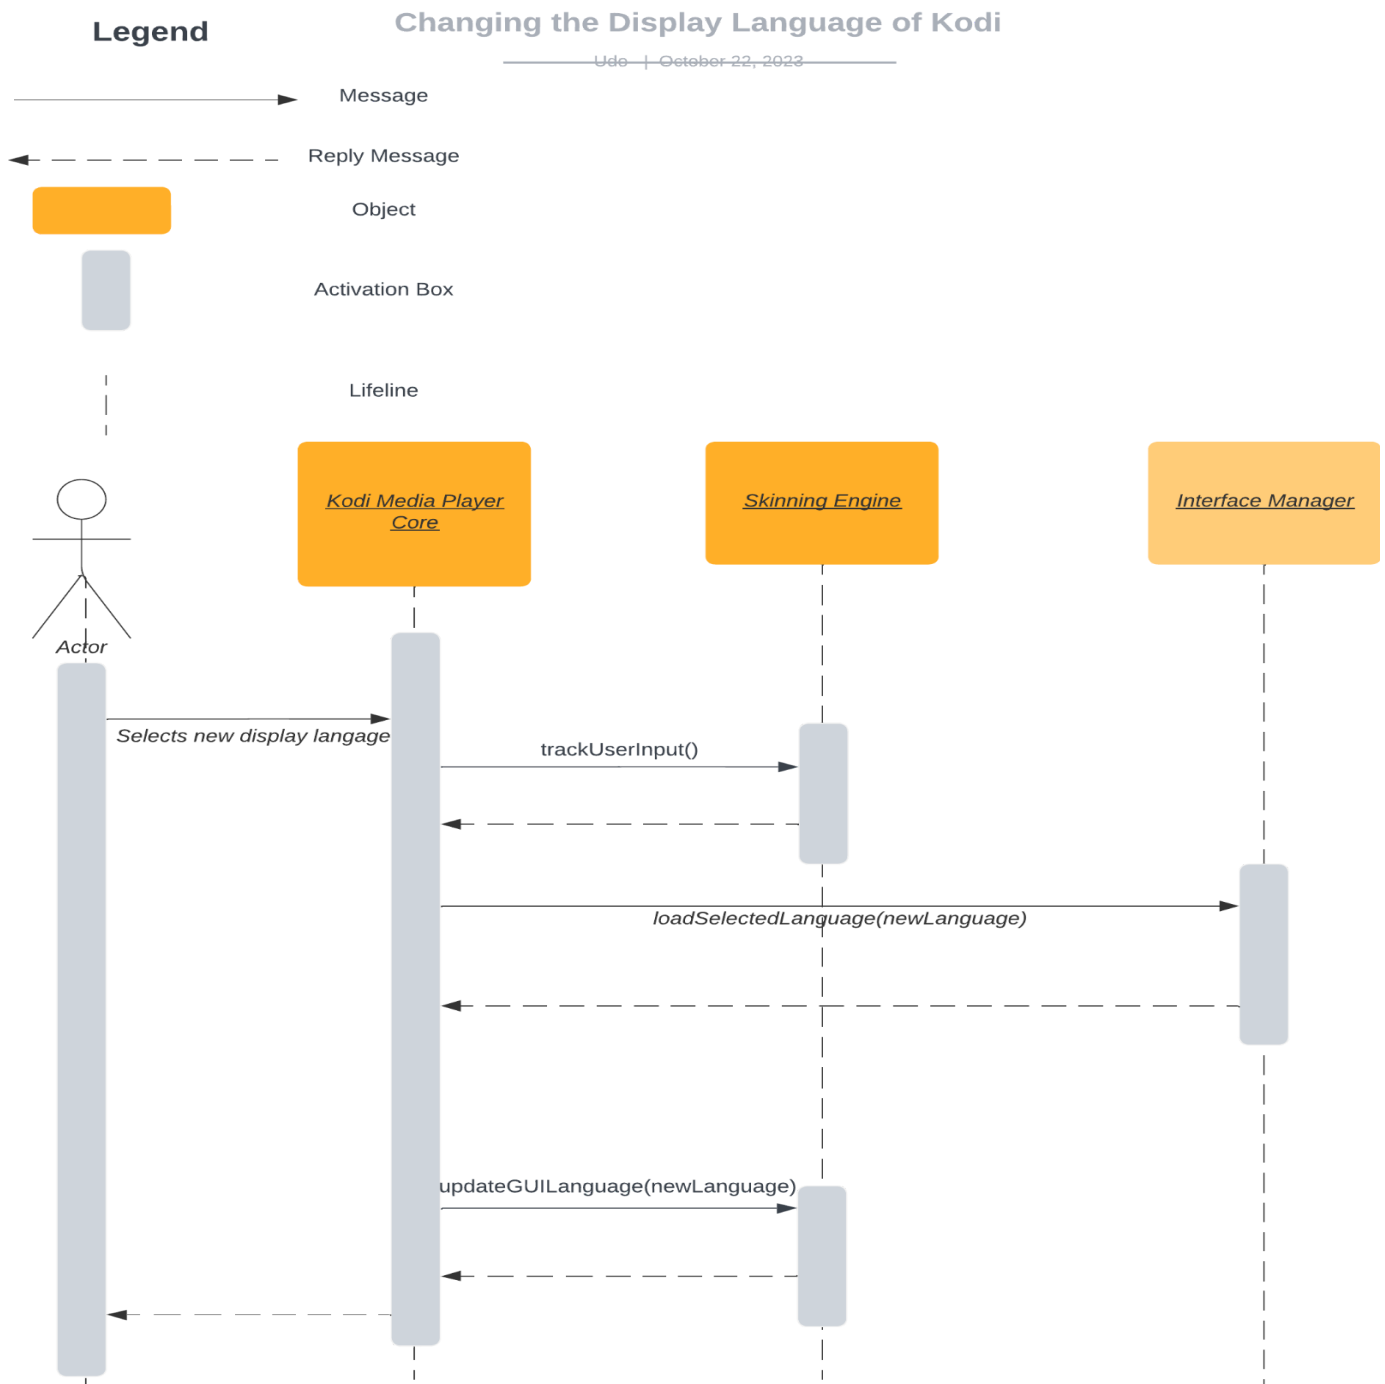 Legend
Changing the Display Language of Kodi
Udo | October 22, 2023
Message
Reply Message
Object
Activation Box
Lifeline
Kodi Media Player
Core
Skinning Engine
Interface Manager
Actor
Selects new display langage
trackUserInput()
loadSelectedLanguage(newLanguage)
updateGUILanguage(newLanguage)